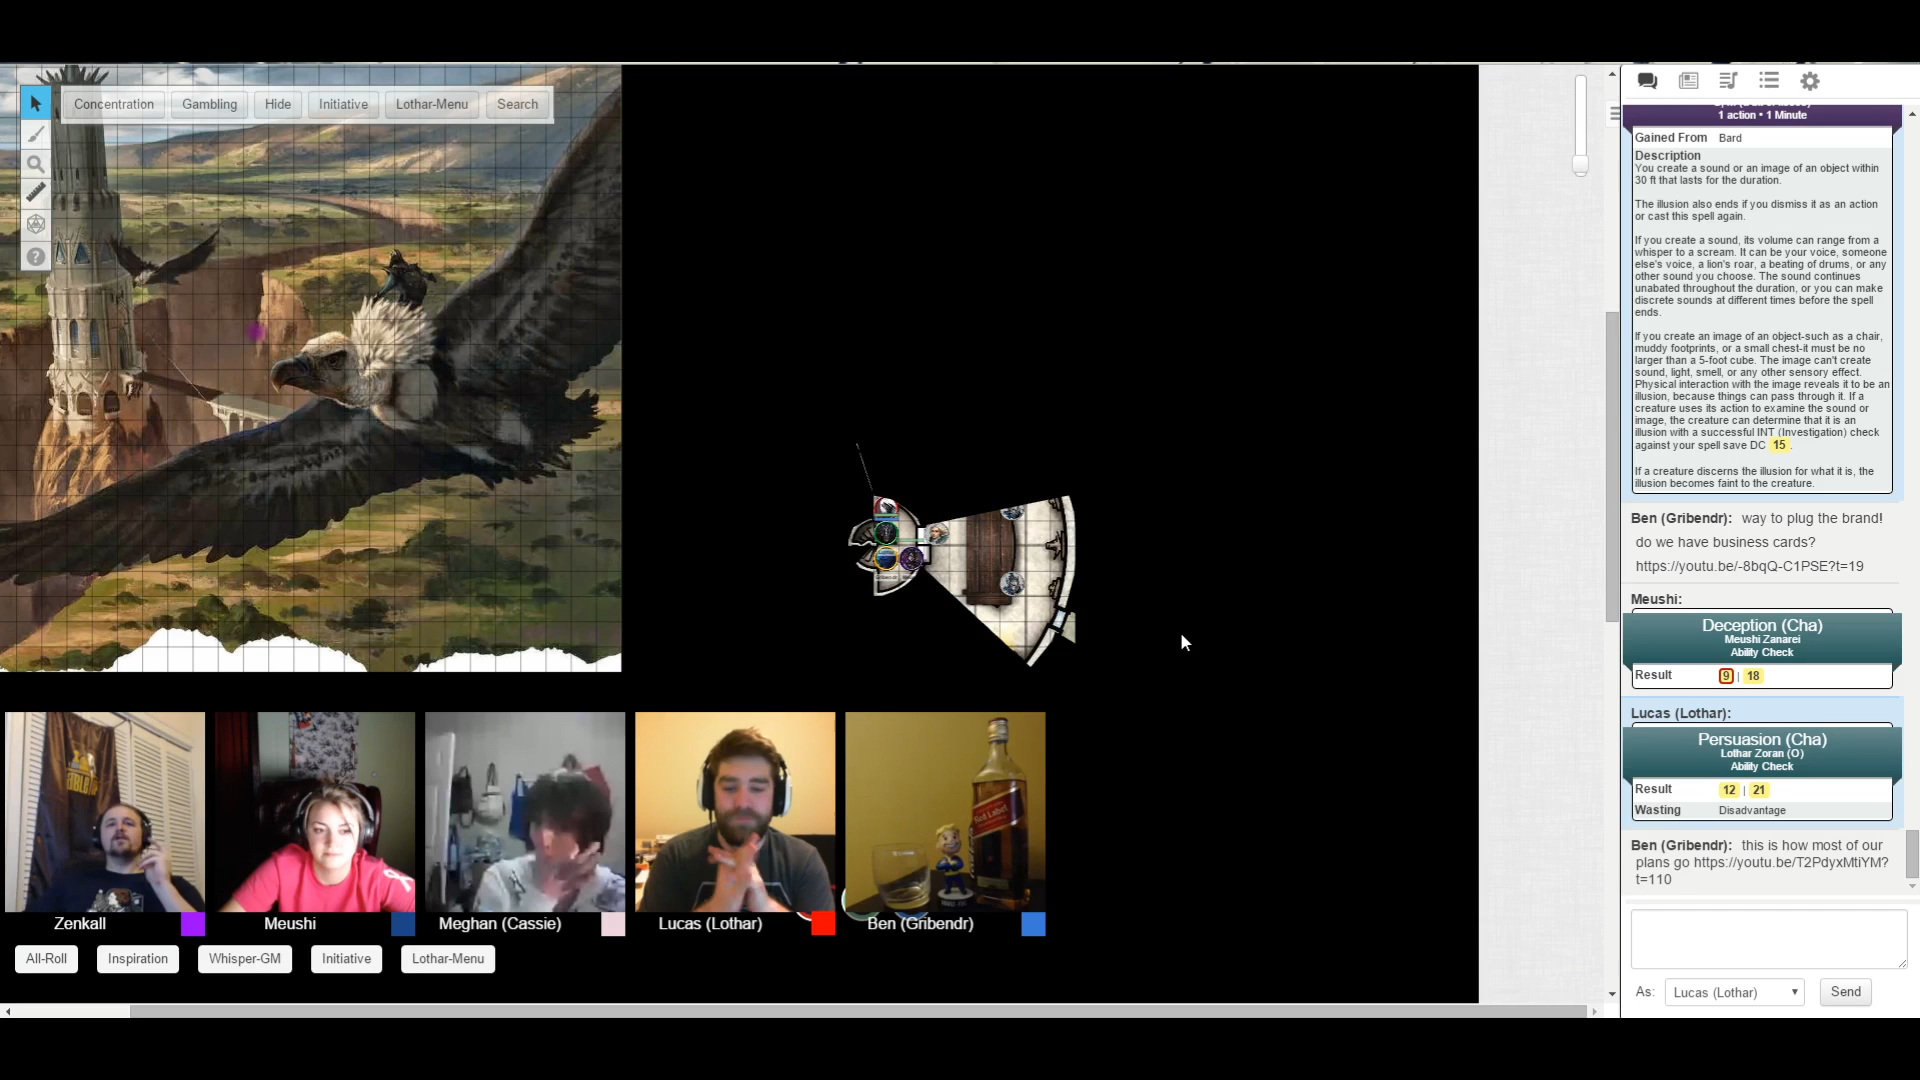 Concentration
Gambling
Hide
Initiative
Lothar-Menu
Search
1 action • 1 Minute
Gained From Bard
Description
You create a sound or an image of an object within
30 ft that lasts for the duration.
The illusion also ends if you dismiss it as an action
or cast this spell again.
If you create a sound, its volume can range from a
whisper to a scream. It can be your voice, someone
else's voice, a lion's roar, a beating of drums, or any
other sound you choose. The sound continues
unabated throughout the duration, or you can make
discrete sounds at different times before the spell
ends.
If you create an image of an object-such as a chair,
muddy footprints, or a small chest-it must be no
larger than a 5-foot cube. The image can't create
sound, light, smell, or any other sensory effect.
Physical interaction with the image reveals it to be an
illusion, because things can pass through it. If a
creature uses its action to examine the sound or
image, the creature can determine that it is an
illusion with a successful INT (Investigation) check
against your spell save DC 15.
If a creature discerns the illusion for what it is, the
illusion becomes faint to the creature.
Ben (Gribendr): way to plug the brand!
do we have business cards?
https://youtu.be/-8bqQ-C1PSE?t=19
Meushi:
Deception (Cha)
Meushi Zanarei
Ability Check
Result 9 | 18
Lucas (Lothar):
Persuasion (Cha)
Lothar Zoran (O)
Ability Check
Result 12 | 21
Wasting Disadvantage
Ben (Gribendr): this is how most of our
plans go https://youtu.be/T2PdyxMtiYM?
t=110
As: Lucas (Lothar)
Send
Red Label
Zenkall
Meushi
Meghan (Cassie)
Lucas (Lothar)
Ben (Gribendr)
All-Roll
Inspiration
Whisper-GM
Initiative
Lothar-Menu